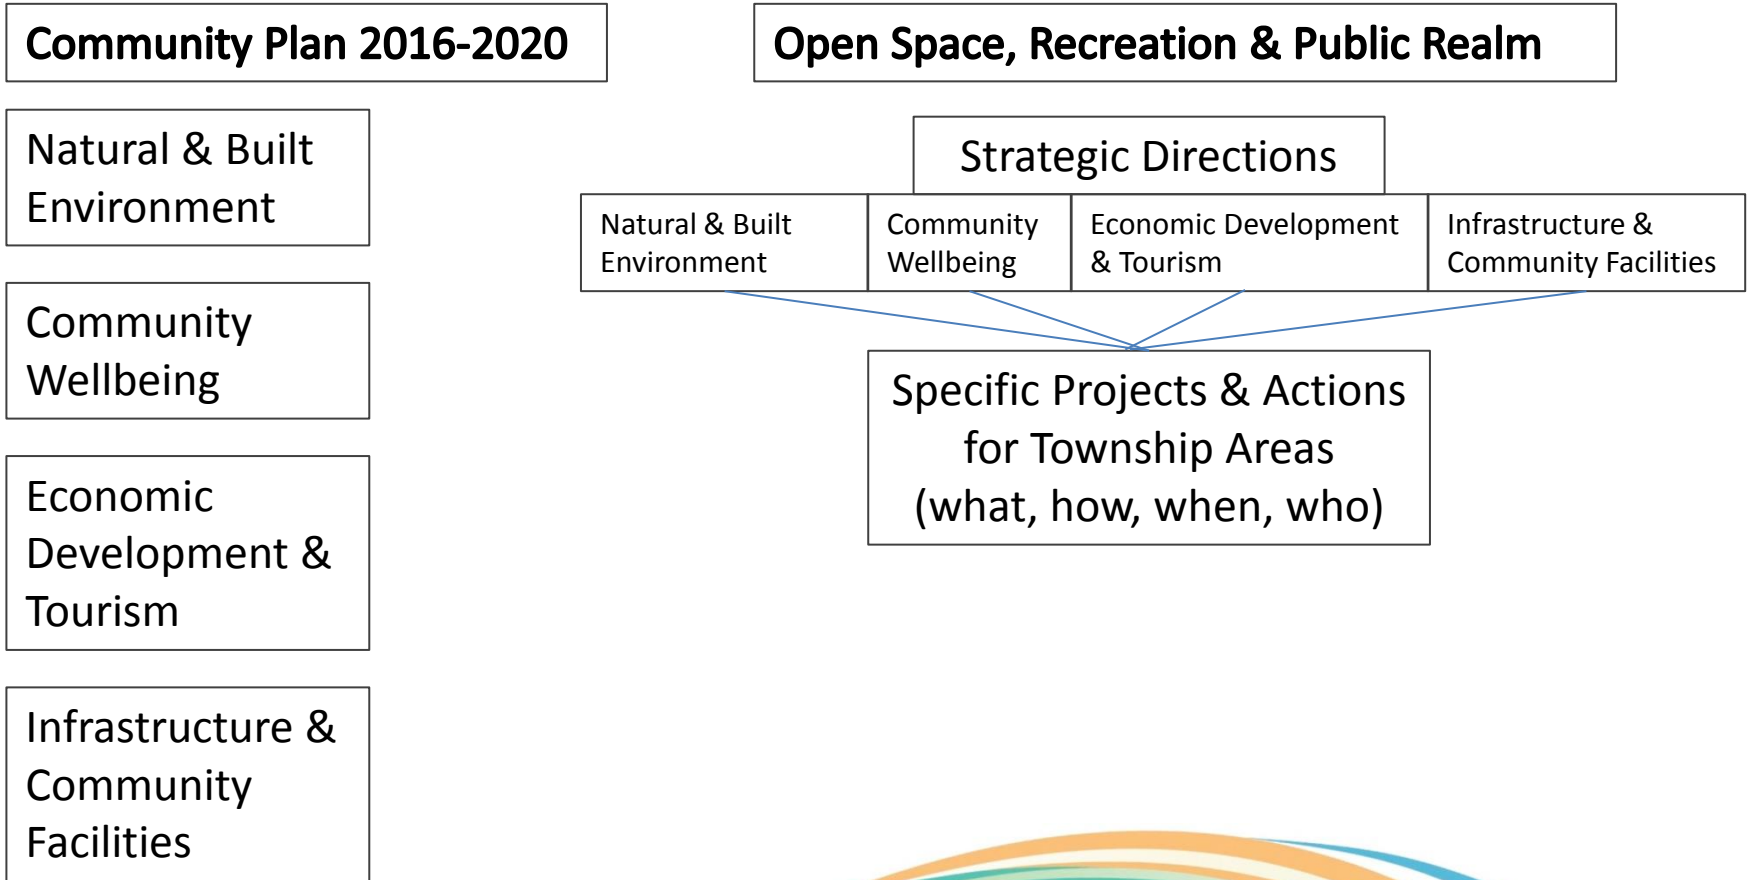 Community Plan 2016-2020
Natural & Built
Environment
Community
Wellbeing
Economic
Development &
Tourism
Infrastructure &
Community
Facilities
Open Space, Recreation & Public Realm
Strategic Directions
Natural & Built
Environment
Community
Wellbeing
Economic Development
& Tourism
Infrastructure &
Community Facilities
Specific Projects & Actions
for Township Areas
(what, how, when, who)